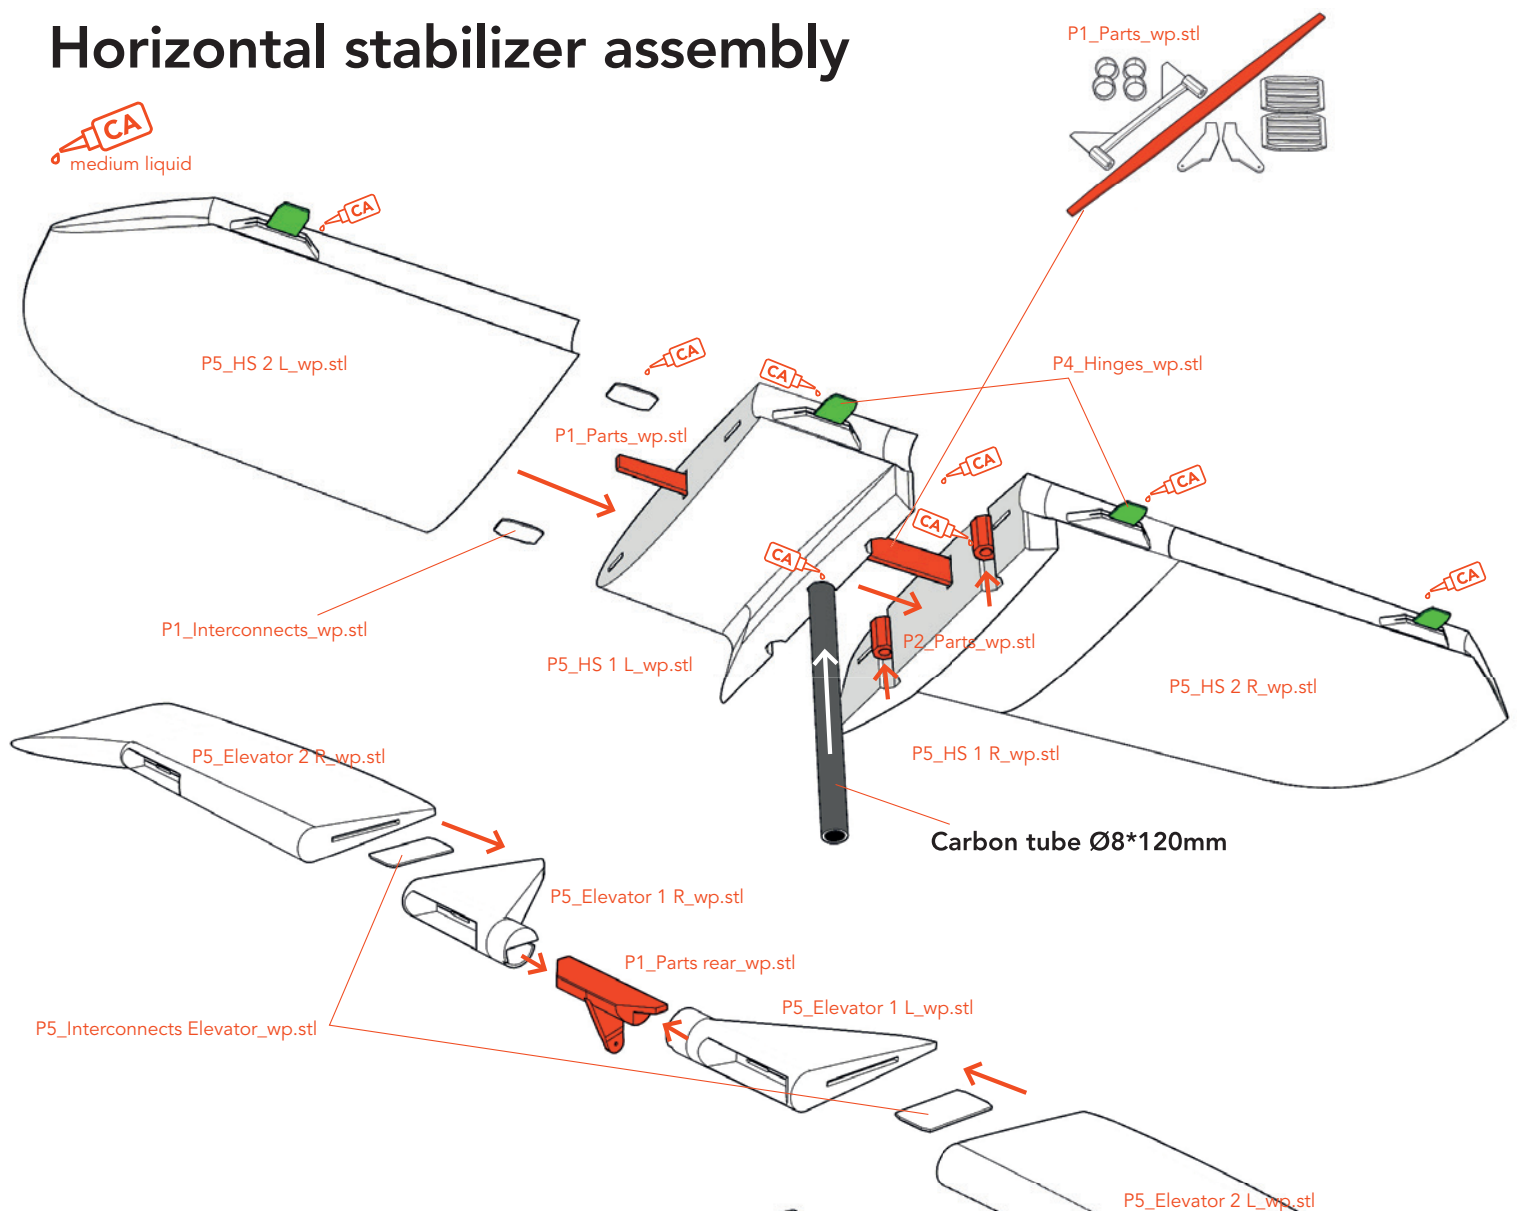 Horizontal stabilizer assembly
P1_Parts_wp.stl
CA
medium liquid
CA
P5_HS 2 L_wp.stl
CA
CA
P4_Hinges_wp.stl
P1_Parts_wp.stl
CA
CA
CA
CA
CA
P1_Interconnects_wp.stl
P2_Parts_wp.stl
P5_HS 1 L_wp.stl
P5_HS 2 R_wp.stl
P5_Elevator 2 R_wp.stl
P5_HS 1 R_wp.stl
Carbon tube Ø8*120mm
P5_Elevator 1 R_wp.stl
P1_Parts rear_wp.stl
P5_Elevator 1 L_wp.stl
P5_Interconnects Elevator_wp.stl
P5_Elevator 2 L_wp.stl